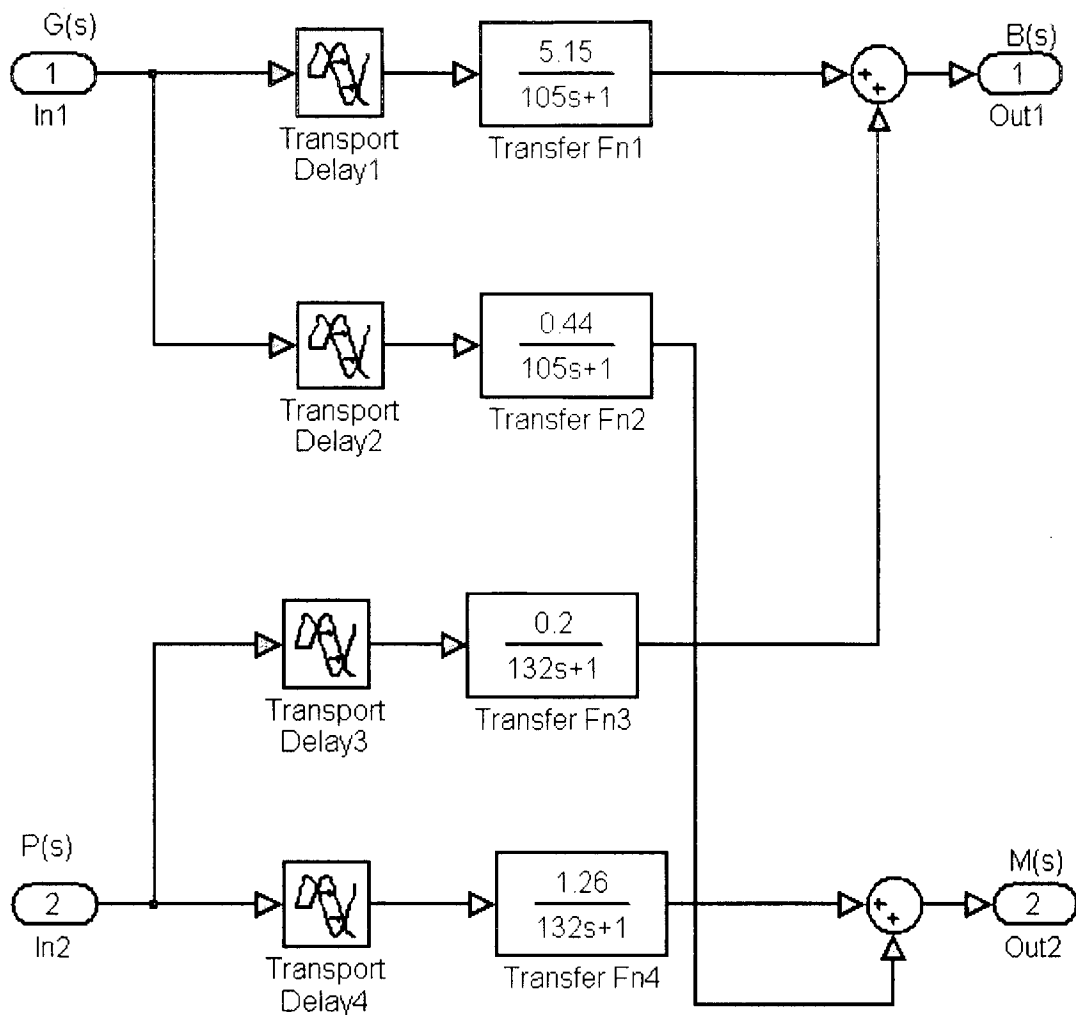 G(s)
1
In1
Transport
Delay1
5.15
105s+1
Transfer Fn1
+
+
B(s)
1
Out1
Transport
Delay2
0.44
105s+1
Transfer Fn2
Transport
Delay3
0.2
132s+1
Transfer Fn3
P(s)
2
In2
Transport
Delay4
1.26
132s+1
Transfer Fn4
+
+
M(s)
2
Out2